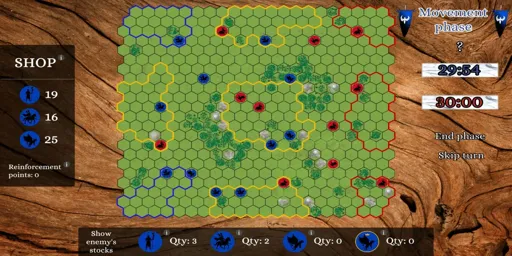 Movement
phase
?
SHOP i
29:54
19
30:00
16
25
End phase
Skip turn
Reinforcement i
points: 0
Show
enemy's
stocks
Qty: 3 i
Qty: 2 i
Qty: 0 i
Qty: 0 i